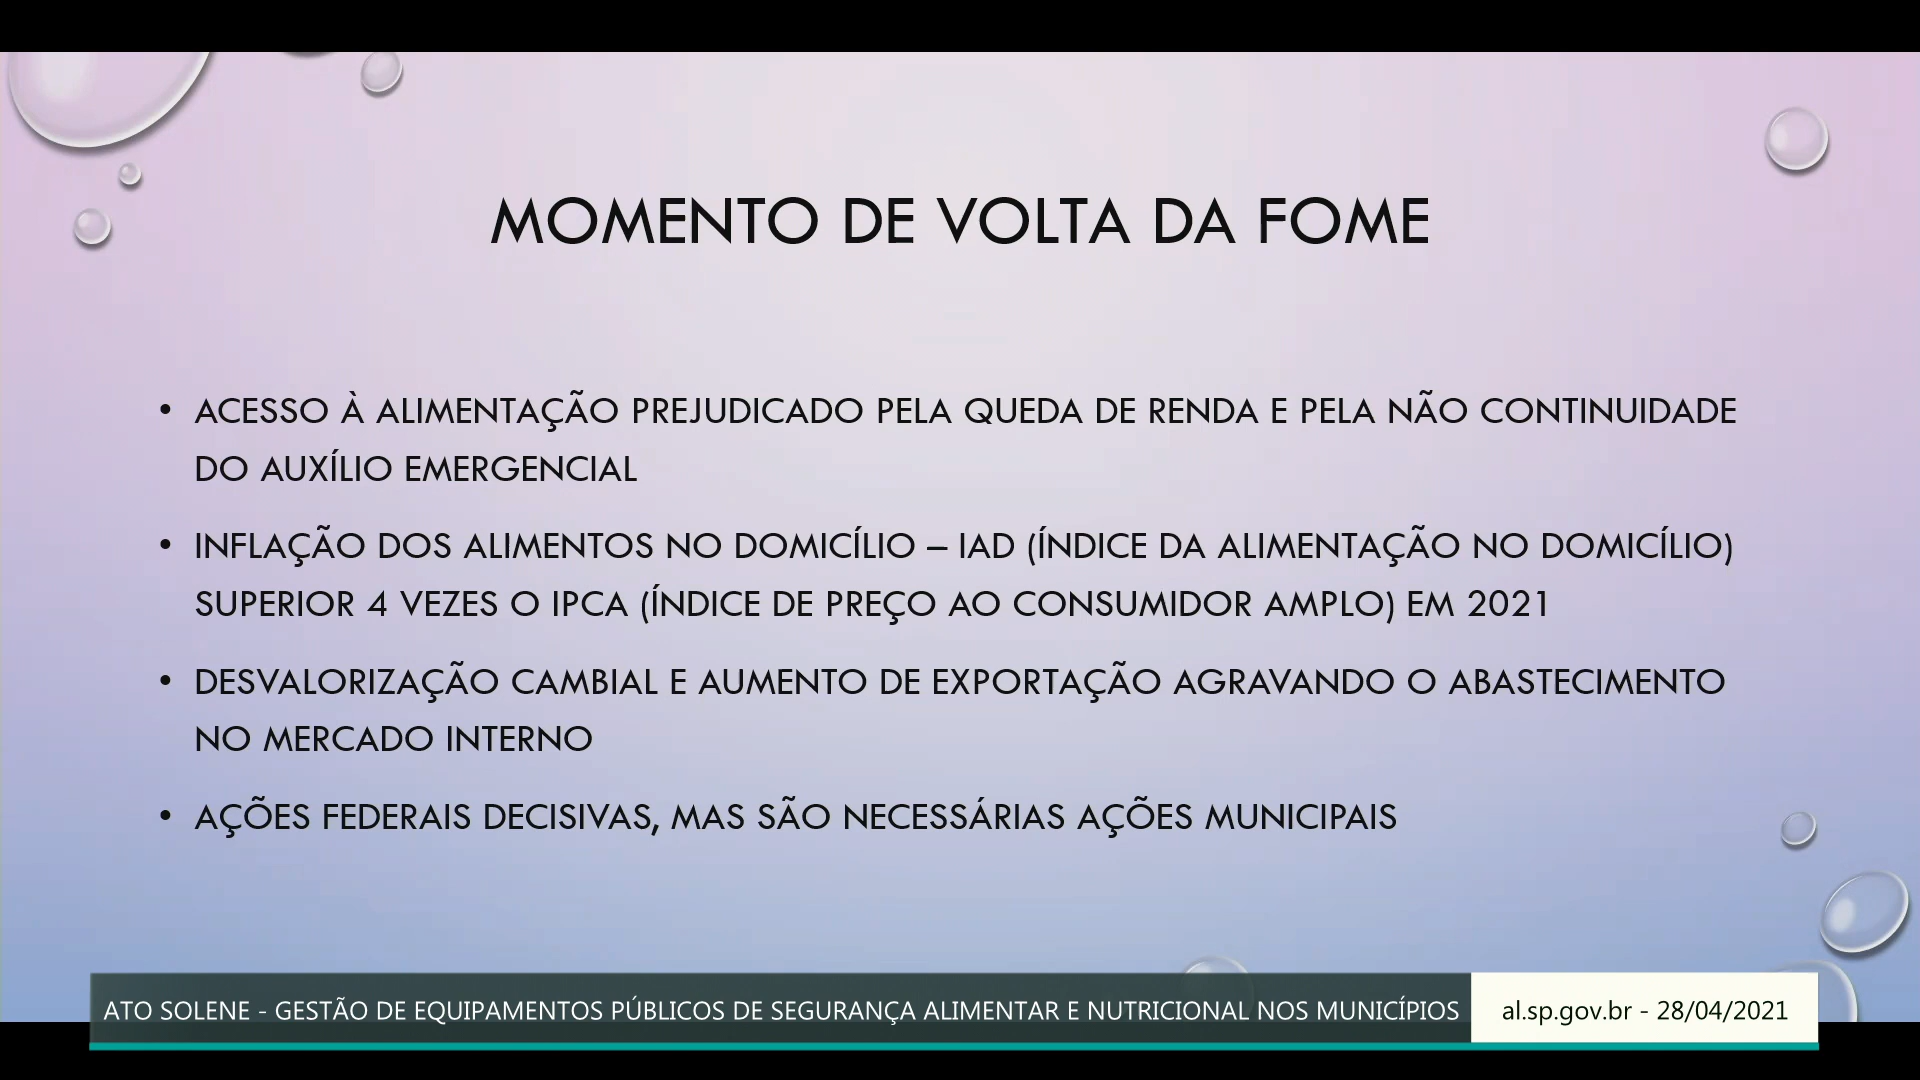 MOMENTO DE VOLTA DA FOME
• ACESSO À ALIMENTAÇÃO PREJUDICADO PELA QUEDA DE RENDA E PELA NÃO CONTINUIDADE
DO AUXÍLIO EMERGENCIAL
• INFLAÇÃO DOS ALIMENTOS NO DOMICÍLIO – IAD (ÍNDICE DA ALIMENTAÇÃO NO DOMICÍLIO)
SUPERIOR 4 VEZES O IPCA (ÍNDICE DE PREÇO AO CONSUMIDOR AMPLO) EM 2021
• DESVALORIZAÇÃO CAMBIAL E AUMENTO DE EXPORTAÇÃO AGRAVANDO O ABASTECIMENTO
NO MERCADO INTERNO
• AÇÕES FEDERAIS DECISIVAS, MAS SÃO NECESSÁRIAS AÇÕES MUNICIPAIS
ATO SOLENE - GESTÃO DE EQUIPAMENTOS PÚBLICOS DE SEGURANÇA ALIMENTAR E NUTRICIONAL NOS MUNICÍPIOS
al.sp.gov.br - 28/04/2021